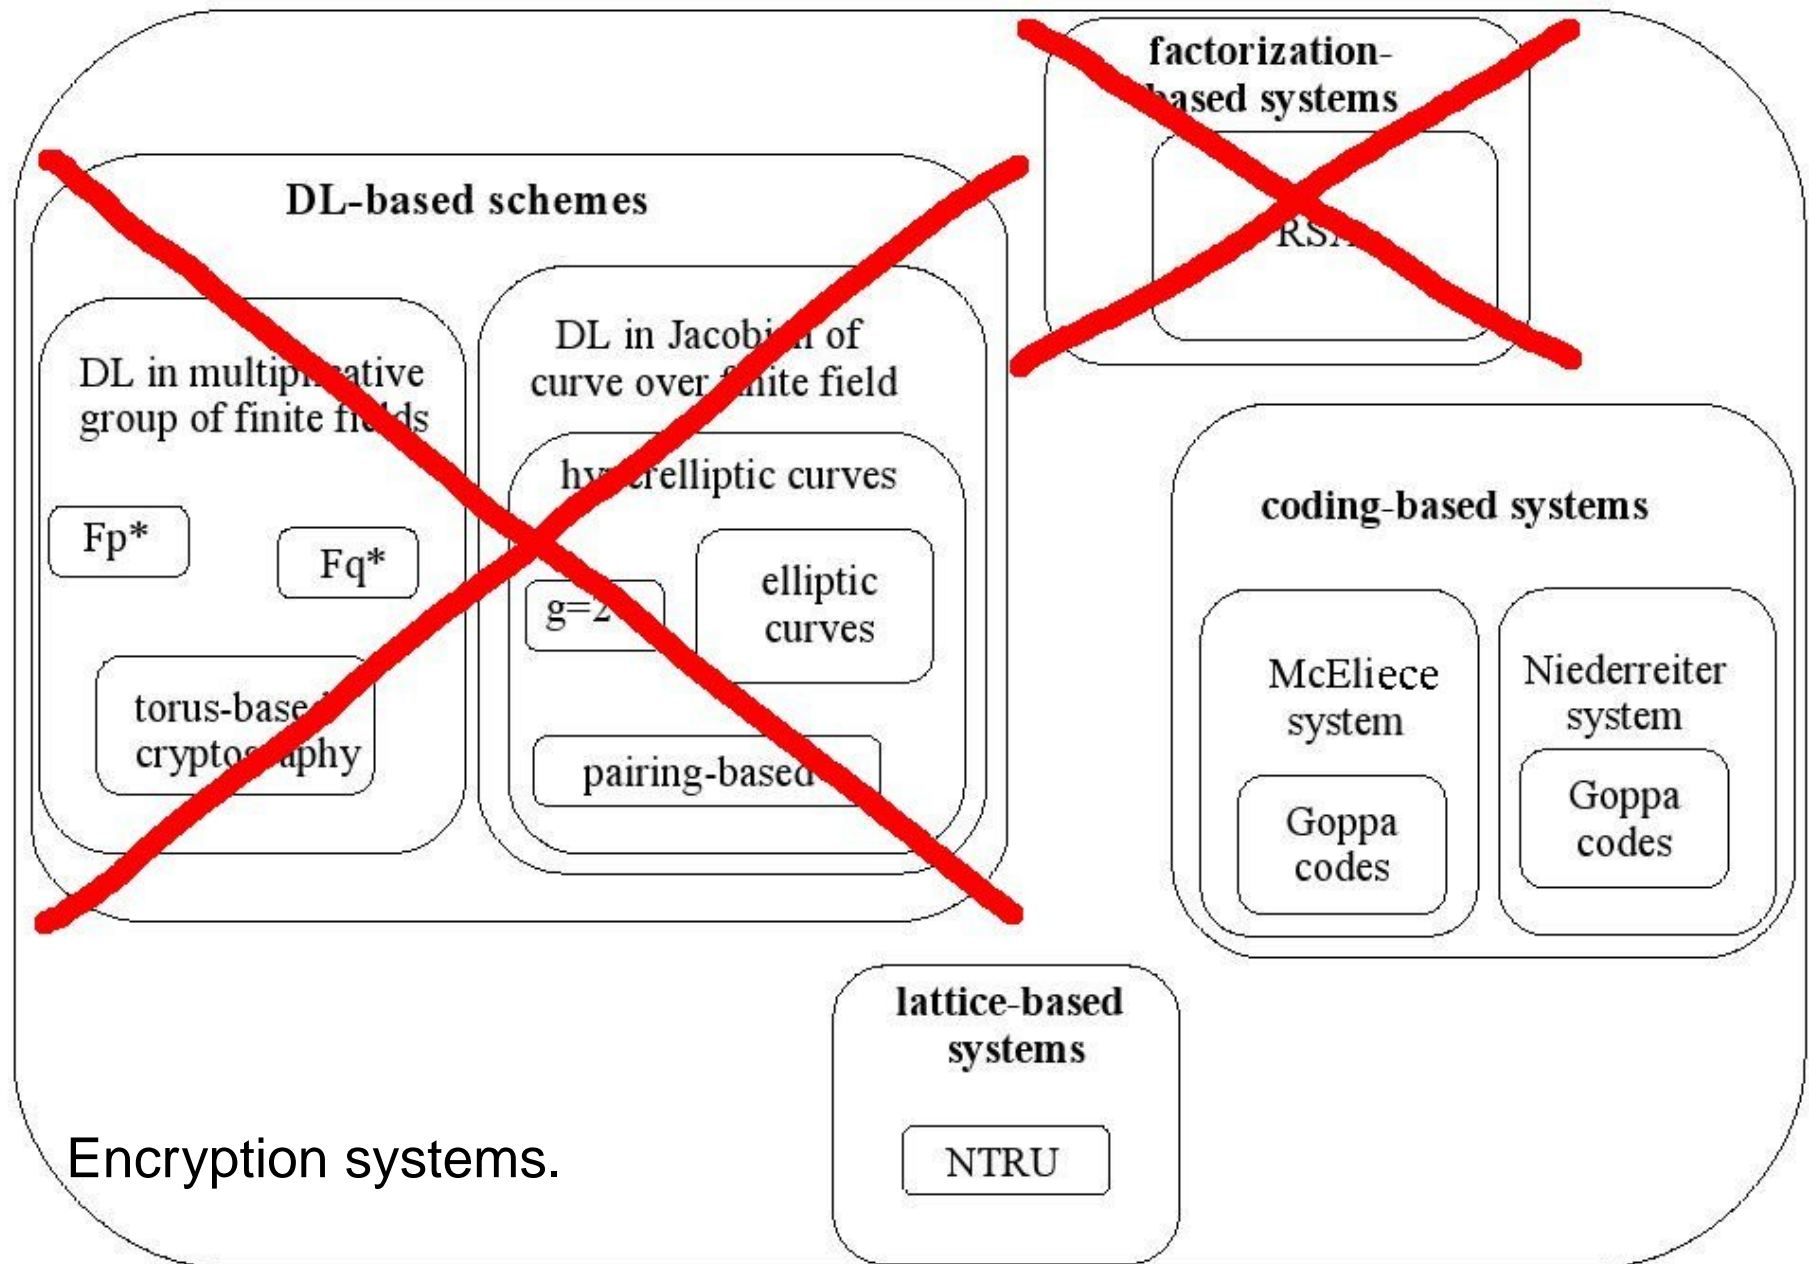 factorization-
based systems
RSA
DL-based schemes
DL in multiplicative
group of finite fields
Fp*
Fq*
torus-based
cryptography
DL in Jacobian of
curve over finite field
hyperelliptic curves
g=2
elliptic
curves
pairing-based
coding-based systems
McEliece
system
Goppa
codes
Niederreiter
system
Goppa
codes
lattice-based
systems
NTRU
Encryption systems.